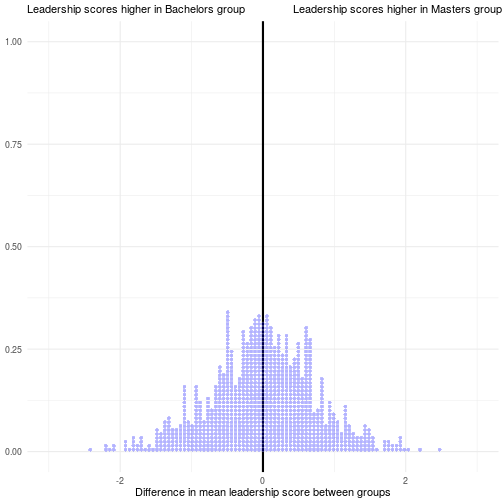 Leadership scores higher in Bachelors group
Leadership scores higher in Masters group
1.00
0.75
0.50
0.25
0.00
-2
0
2
Difference in mean leadership score between groups